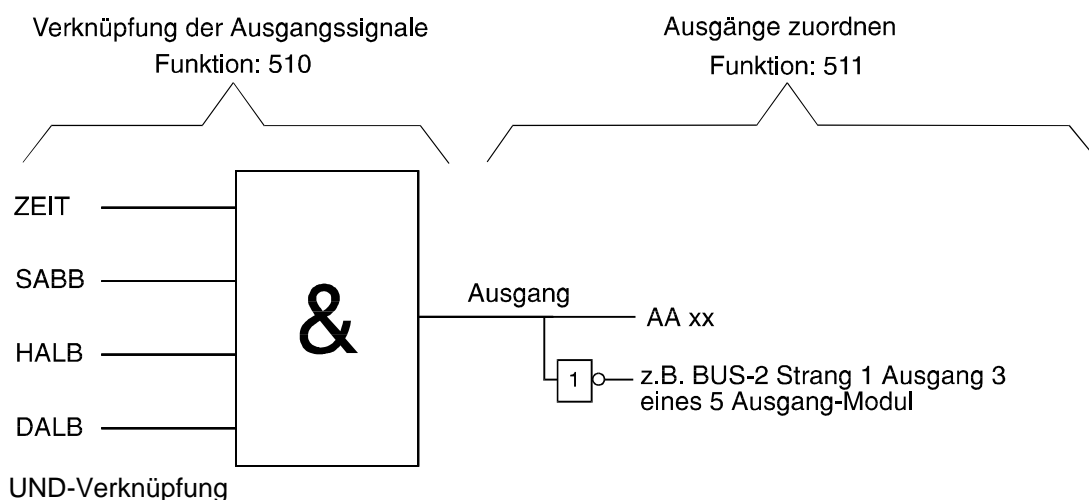 Verknüpfung der Ausgangssignale
Funktion: 510
Ausgänge zuordnen
Funktion: 511
ZEIT
SABB
HALB
DALB
&
Ausgang
AA xx
1
z.B. BUS-2 Strang 1 Ausgang 3
eines 5 Ausgang-Modul
UND-Verknüpfung